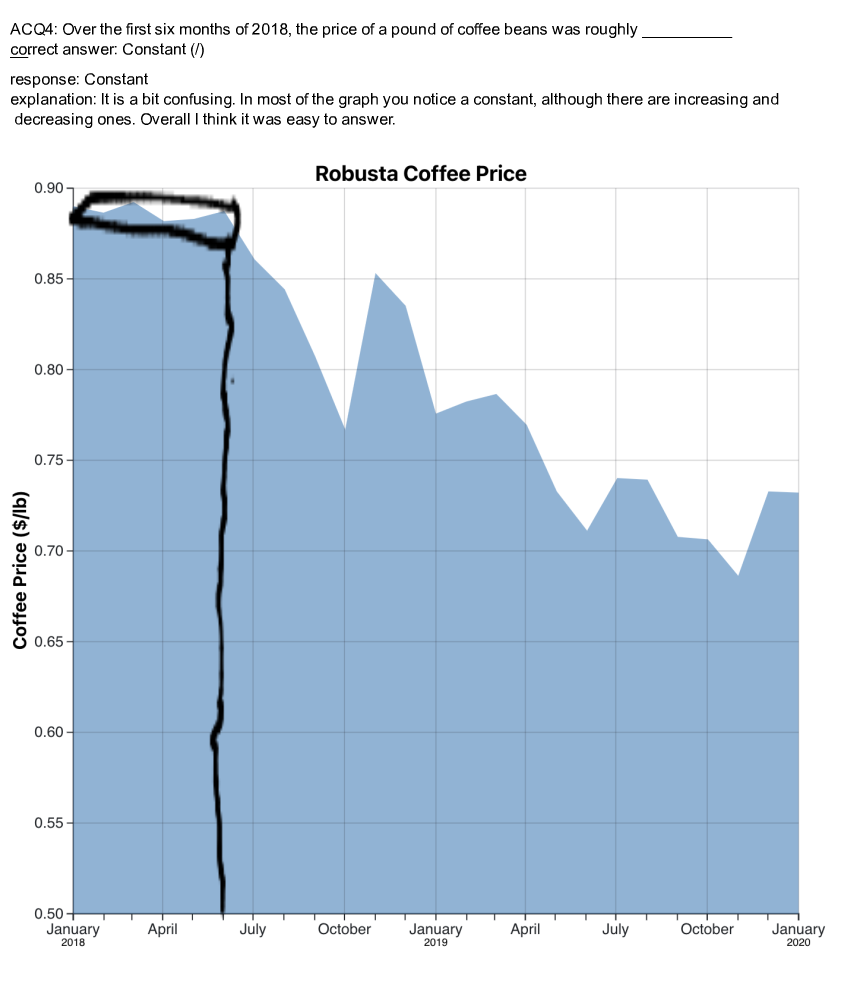 ACQ4: Over the first six months of 2018, the price of a pound of coffee beans was roughly ___________
correct answer: Constant (/)
response: Constant
explanation: It is a bit confusing. In most of the graph you notice a constant, although there are increasing and
decreasing ones. Overall I think it was easy to answer.
Robusta Coffee Price
Coffee Price ($/lb)
0.90
0.85
0.80
0.75
0.70
0.65
0.60
0.55
0.50
January April July October January April July October January
2018 2019 2020